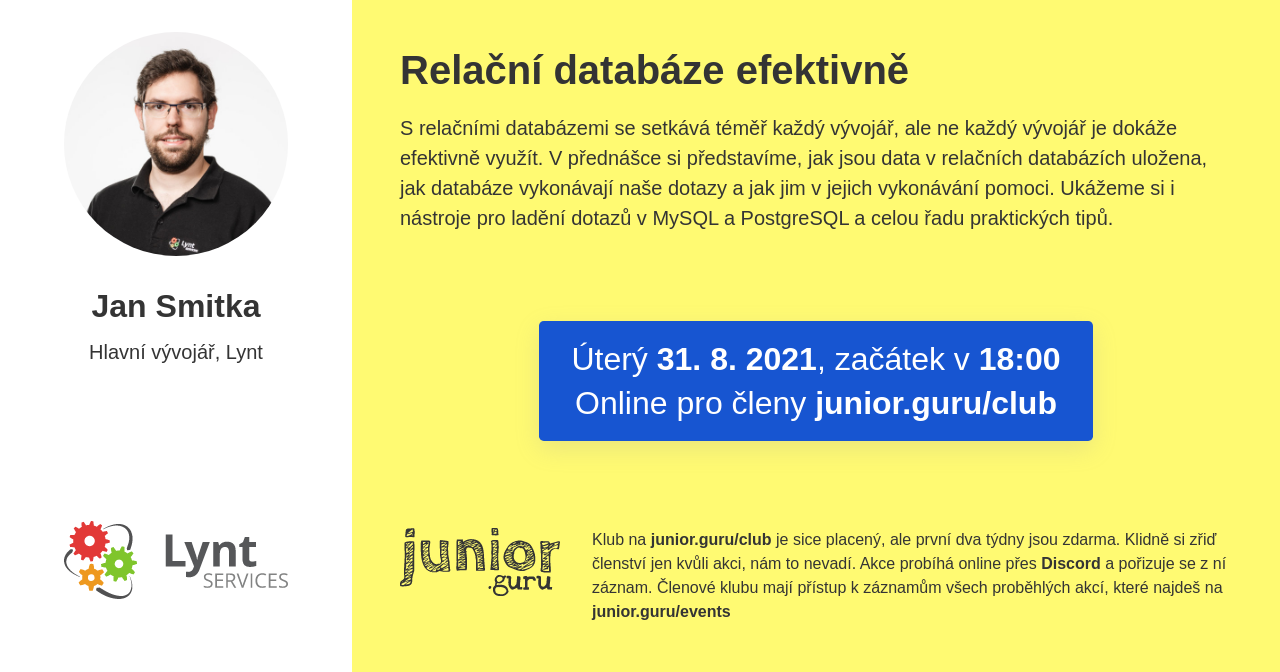 Lynt
Jan Smitka
Hlavní vývojář, Lynt
Lynt
SERVICES
Relační databáze efektivně
S relačními databázemi se setkává téměř každý vývojář, ale ne každý vývojář je dokáže
efektivně využít. V přednášce si představíme, jak jsou data v relačních databázích uložena,
jak databáze vykonávají naše dotazy a jak jim v jejich vykonávání pomoci. Ukážeme si i
nástroje pro ladění dotazů v MySQL a PostgreSQL a celou řadu praktických tipů.
Úterý 31. 8. 2021, začátek v 18:00
Online pro členy junior.guru/club
junior
.guru
Klub na junior.guru/club je sice placený, ale první dva týdny jsou zdarma. Klidně si zřiď
členství jen kvůli akci, nám to nevadí. Akce probíhá online přes Discord a pořizuje se z ní
záznam. Členové klubu mají přístup k záznamům všech proběhlých akcí, které najdeš na
junior.guru/events